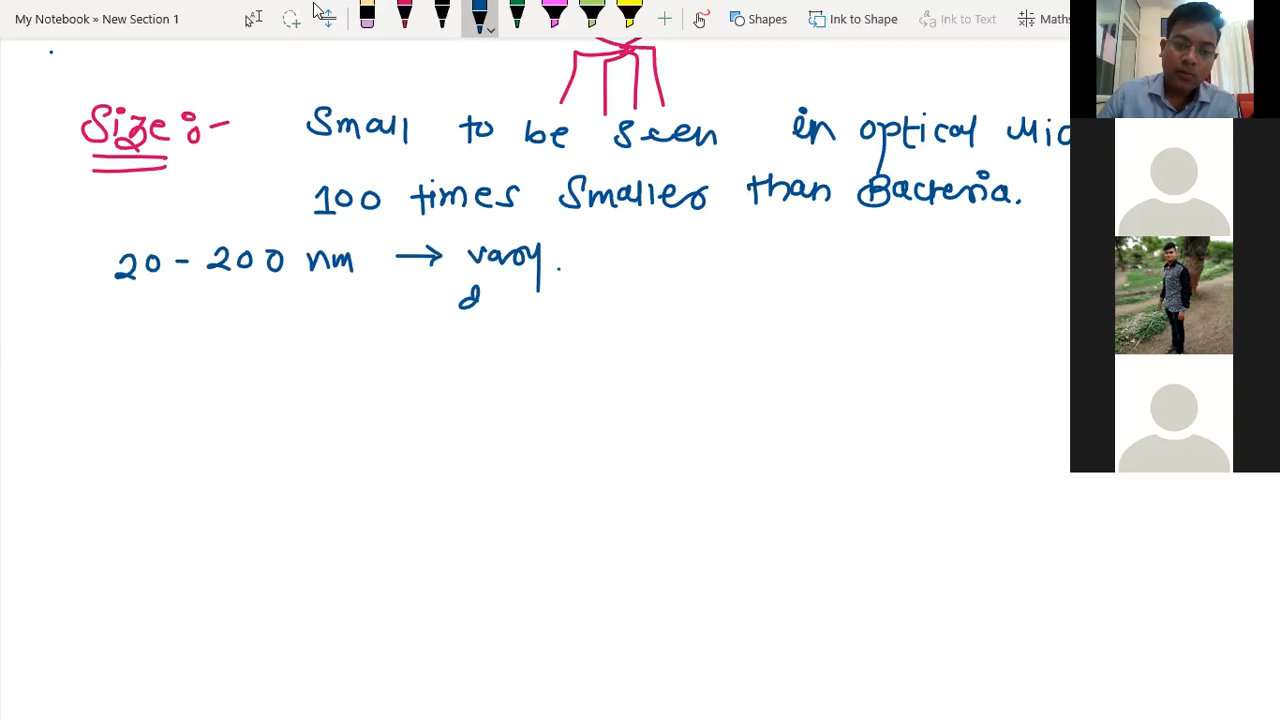 My Notebook » New Section 1
Shapes
Ink to Shape
Ink to Text
Maths
Size :-
Small to be seen in optical Mic
100 times Smaller than Bacteria.
20 - 200 nm → vary.
d